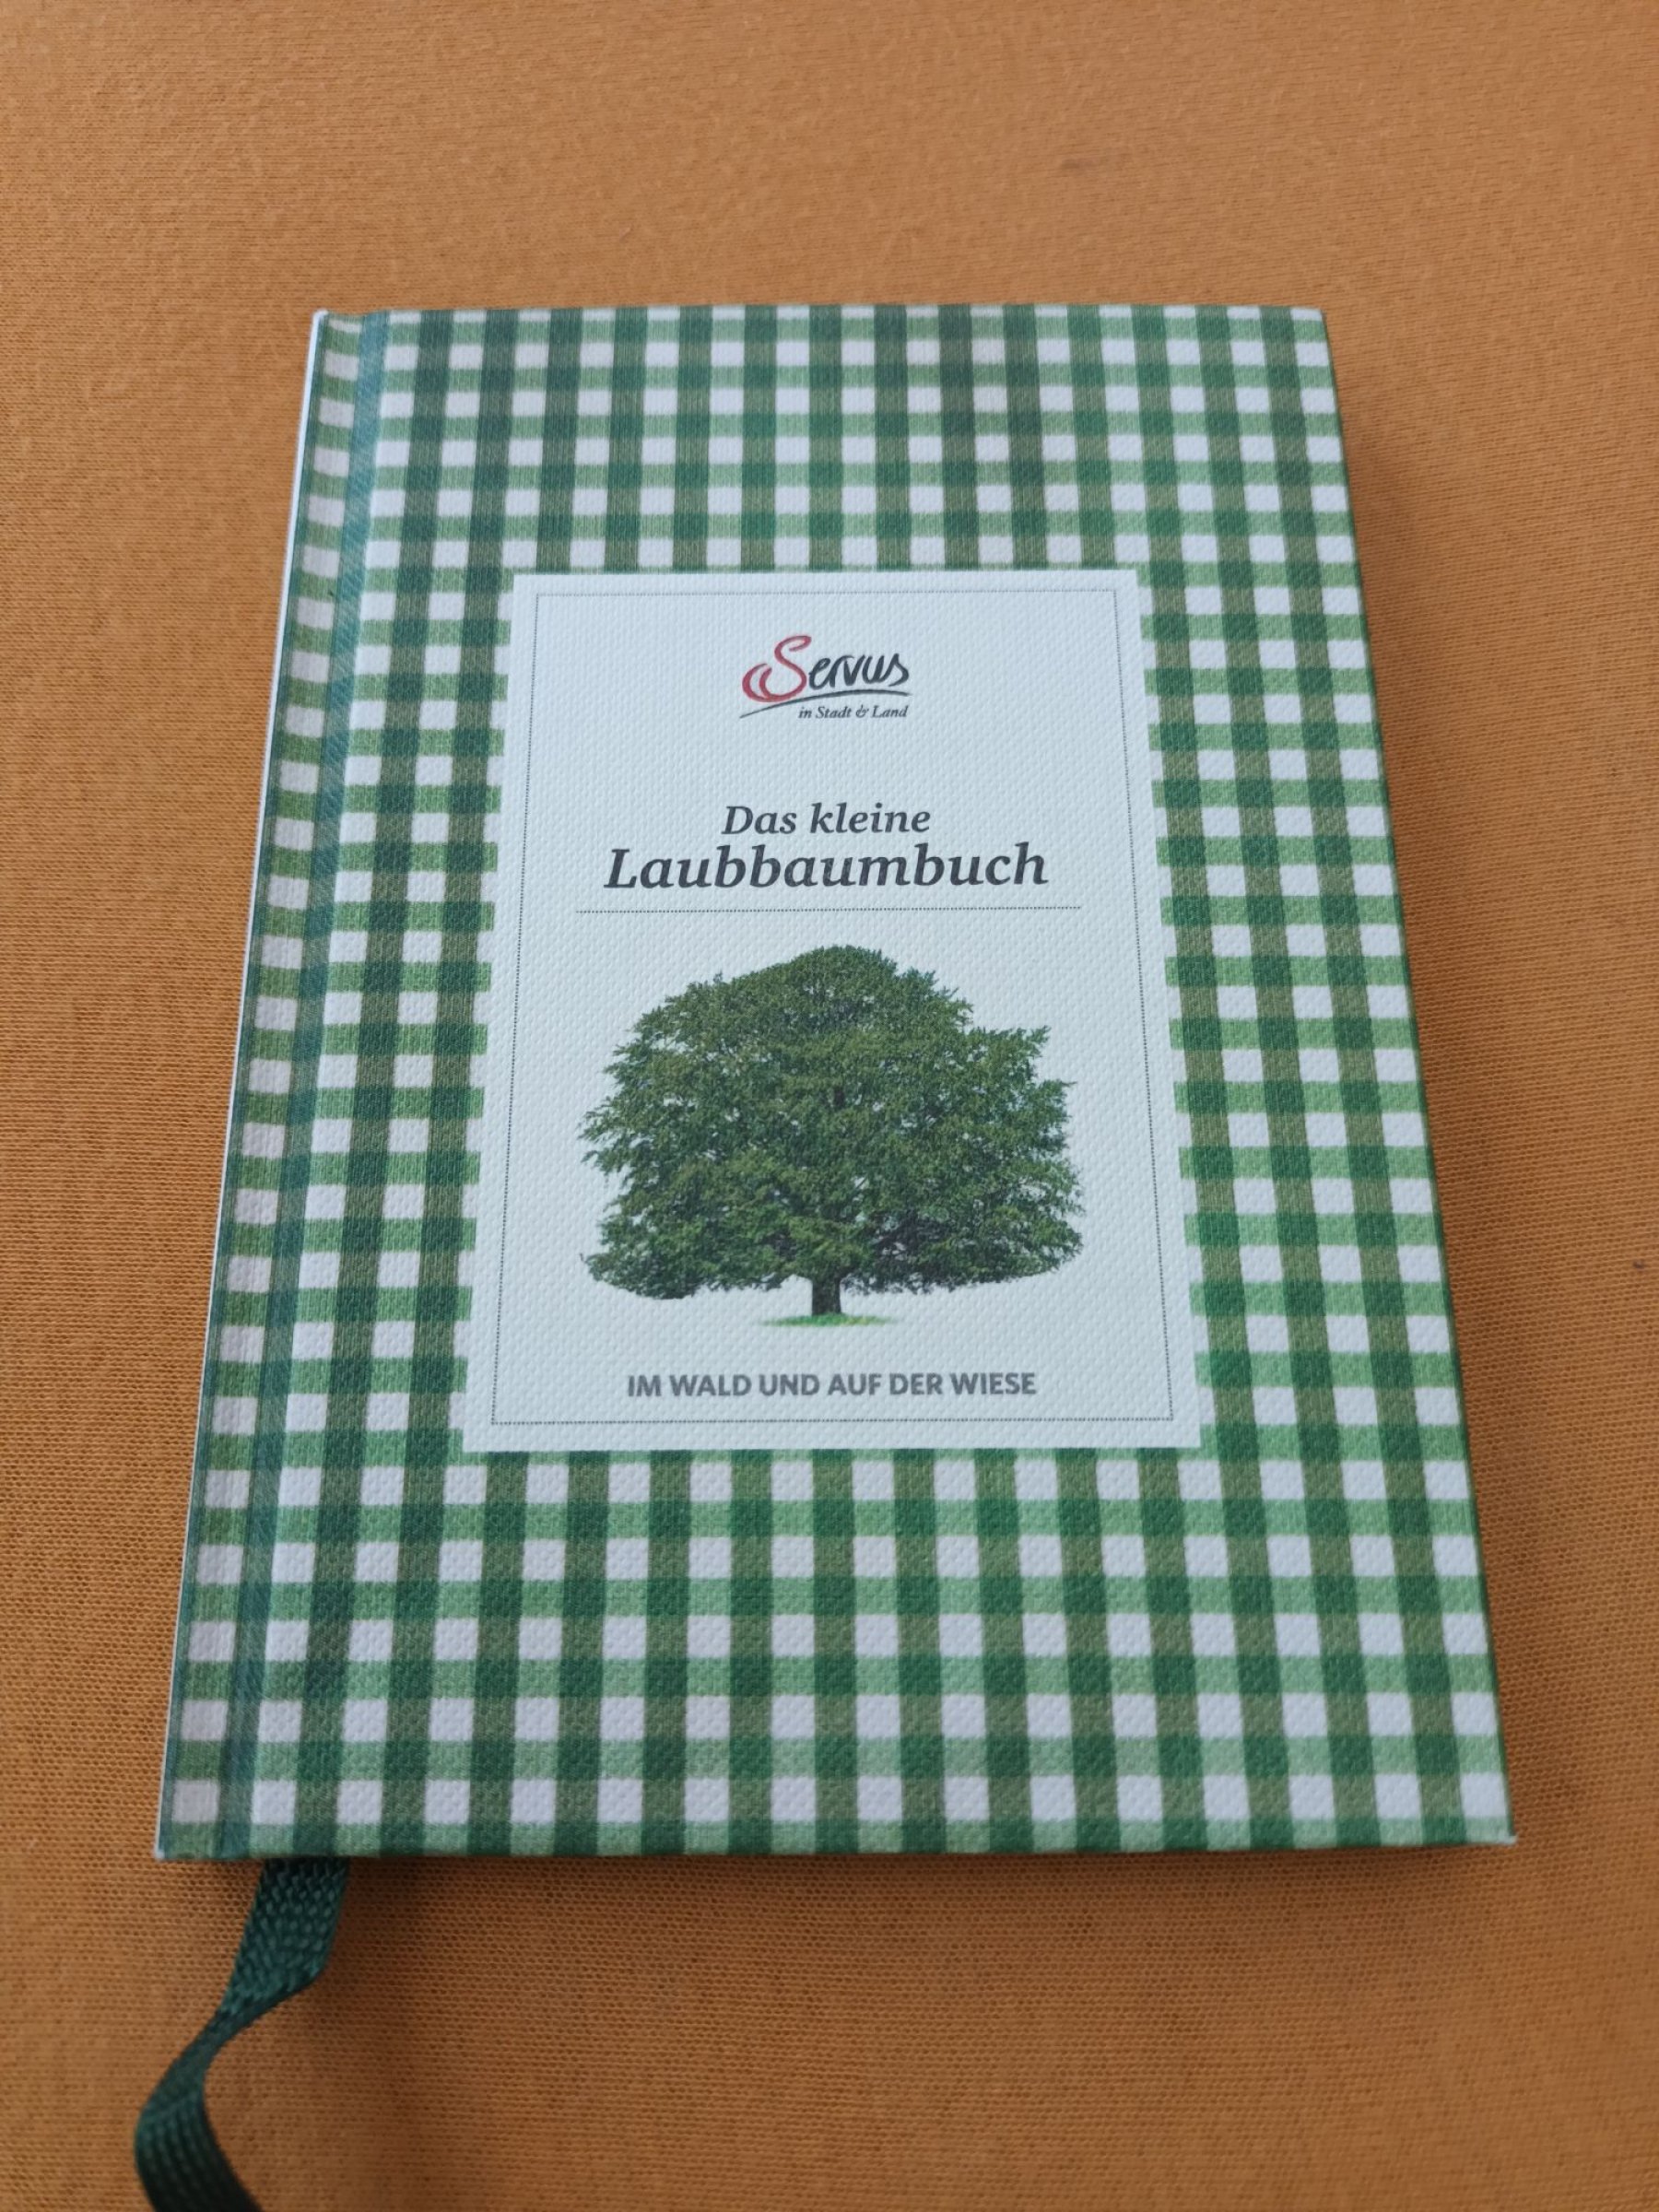 Servus
in Stadt & Land
Das kleine
Laubbaumbuch
IM WALD UND AUF DER WIESE